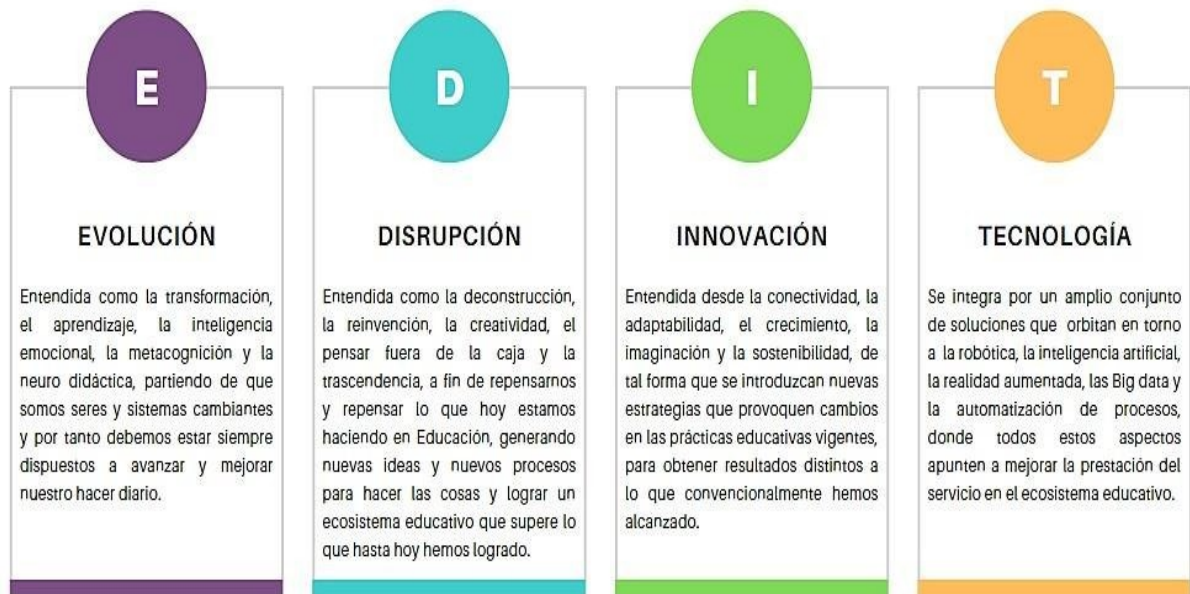 E
EVOLUCIÓN
Entendida como la transformación,
el aprendizaje, la inteligencia
emocional, la metacognición y la
neuro didáctica, partiendo de que
somos seres y sistemas cambiantes
y por tanto debemos estar siempre
dispuestos a avanzar y mejorar
nuestro hacer diario.
D
DISRUPCIÓN
Entendida como la deconstrucción,
la reinvención, la creatividad, el
pensar fuera de la caja y la
trascendencia, a fin de repensarnos
y repensar lo que hoy estamos
haciendo en Educación, generando
nuevas ideas y nuevos procesos
para hacer las cosas y lograr un
ecosistema educativo que supere lo
que hasta hoy hemos logrado.
I
INNOVACIÓN
Entendida desde la conectividad, la
adaptabilidad, el crecimiento, la
imaginación y la sostenibilidad, de
tal forma que se introduzcan nuevas
estrategias que provoquen cambios
en las prácticas educativas vigentes,
para obtener resultados distintos a
lo que convencionalmente hemos
alcanzado.
T
TECNOLOGÍA
Se integra por un amplio conjunto
de soluciones que orbitan en torno
a la robótica, la inteligencia artificial,
la realidad aumentada, las Big data y
la automatización de procesos,
donde todos estos aspectos
apunten a mejorar la prestación del
servicio en el ecosistema educativo.